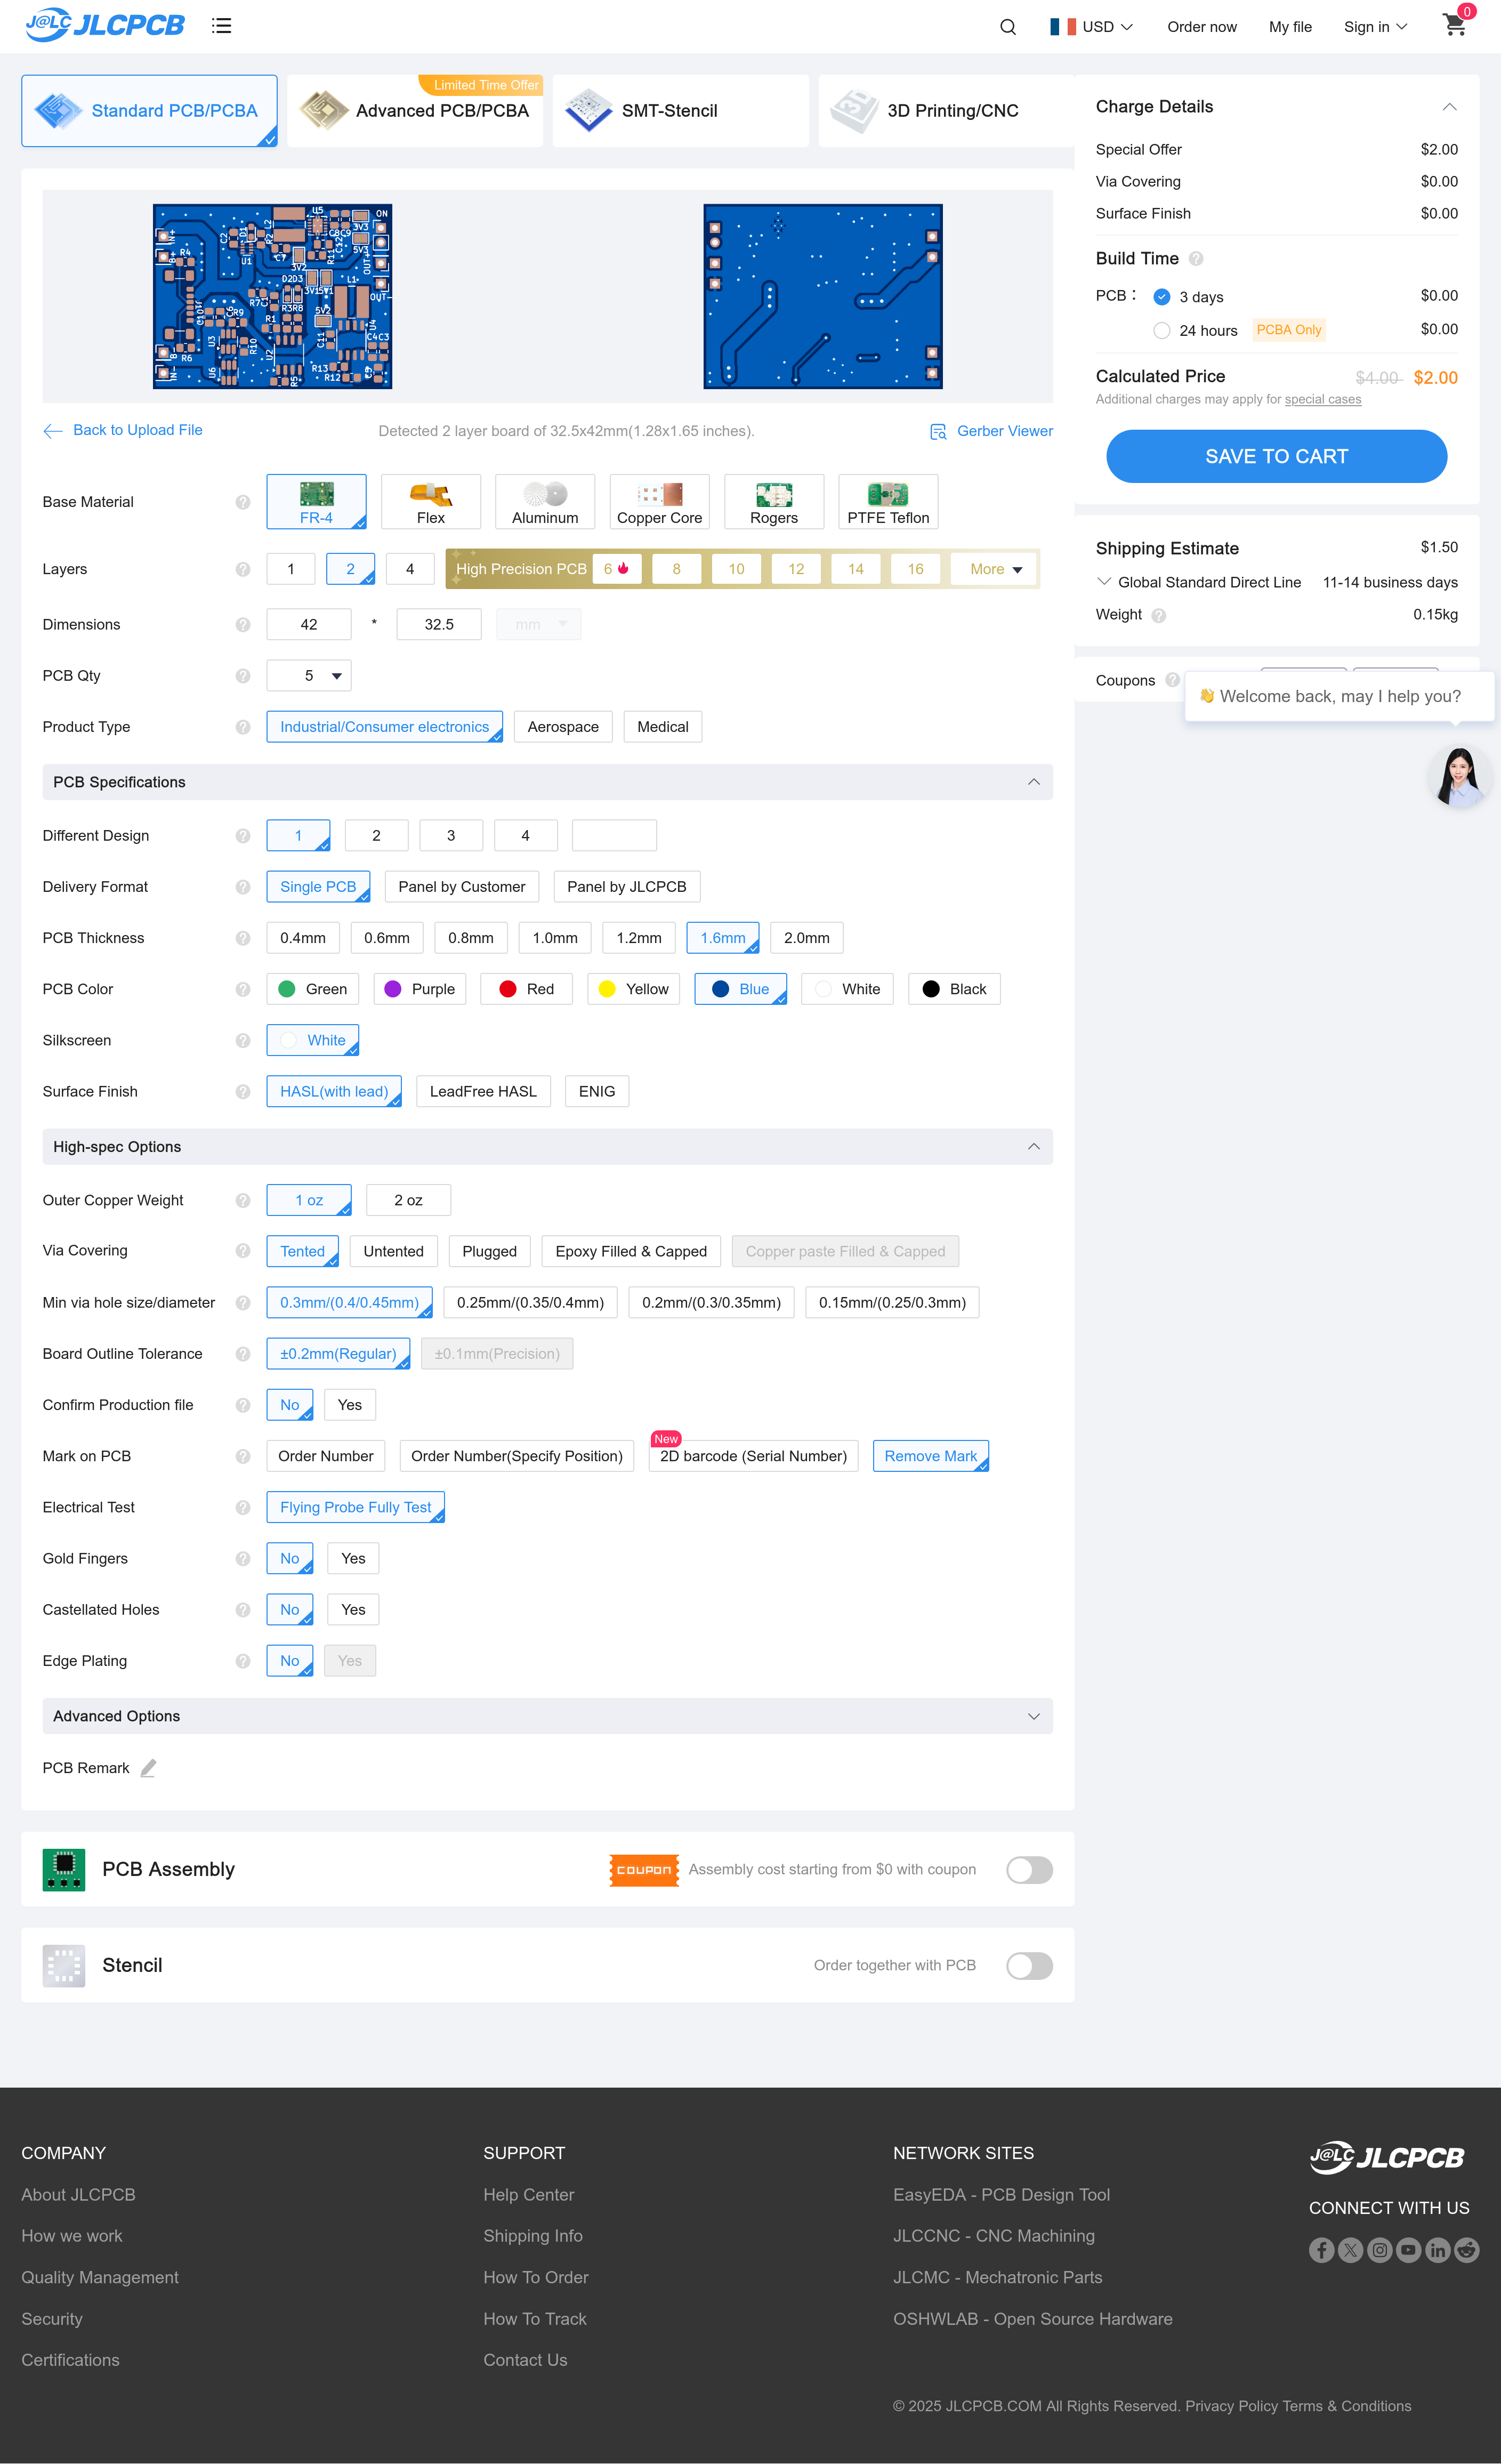 J@LC JLCPCB
USD
Order now
My file
Sign in
0
Standard PCB/PCBA
Limited Time Offer
Advanced PCB/PCBA
SMT-Stencil
3D Printing/CNC
Back to Upload File
Detected 2 layer board of 32.5x42mm(1.28x1.65 inches).
Gerber Viewer
Base Material ? FR-4 Flex Aluminum Copper Core Rogers PTFE Teflon
Layers ? 1 2 4 High Precision PCB 6 8 10 12 14 16 More
Dimensions ? 42 * 32.5 mm
PCB Qty ? 5
Product Type ? Industrial/Consumer electronics Aerospace Medical
PCB Specifications
Different Design ? 1 2 3 4
Delivery Format ? Single PCB Panel by Customer Panel by JLCPCB
PCB Thickness ? 0.4mm 0.6mm 0.8mm 1.0mm 1.2mm 1.6mm 2.0mm
PCB Color ? Green Purple Red Yellow Blue White Black
Silkscreen ? White
Surface Finish ? HASL(with lead) LeadFree HASL ENIG
High-spec Options
Outer Copper Weight ? 1 oz 2 oz
Via Covering ? Tented Untented Plugged Epoxy Filled & Capped Copper paste Filled & Capped
Min via hole size/diameter ? 0.3mm/(0.4/0.45mm) 0.25mm/(0.35/0.4mm) 0.2mm/(0.3/0.35mm) 0.15mm/(0.25/0.3mm)
Board Outline Tolerance ? ±0.2mm(Regular) ±0.1mm(Precision)
Confirm Production file ? No Yes
New
Mark on PCB ? Order Number Order Number(Specify Position) 2D barcode (Serial Number) Remove Mark
Electrical Test ? Flying Probe Fully Test
Gold Fingers ? No Yes
Castellated Holes ? No Yes
Edge Plating ? No Yes
Advanced Options
PCB Remark
PCB Assembly COUPON Assembly cost starting from $0 with coupon
Stencil Order together with PCB
Charge Details
Special Offer $2.00
Via Covering $0.00
Surface Finish $0.00
Build Time ?
PCB： 3 days $0.00
24 hours PCBA Only $0.00
Calculated Price $4.00 $2.00
Additional charges may apply for special cases
SAVE TO CART
Shipping Estimate $1.50
Global Standard Direct Line 11-14 business days
Weight ? 0.15kg
Coupons ?
👋 Welcome back, may I help you?
COMPANY
About JLCPCB
How we work
Quality Management
Security
Certifications
SUPPORT
Help Center
Shipping Info
How To Order
How To Track
Contact Us
NETWORK SITES
EasyEDA - PCB Design Tool
JLCCNC - CNC Machining
JLCMC - Mechatronic Parts
OSHWLAB - Open Source Hardware
J@LC JLCPCB
CONNECT WITH US
© 2025 JLCPCB.COM All Rights Reserved. Privacy Policy Terms & Conditions